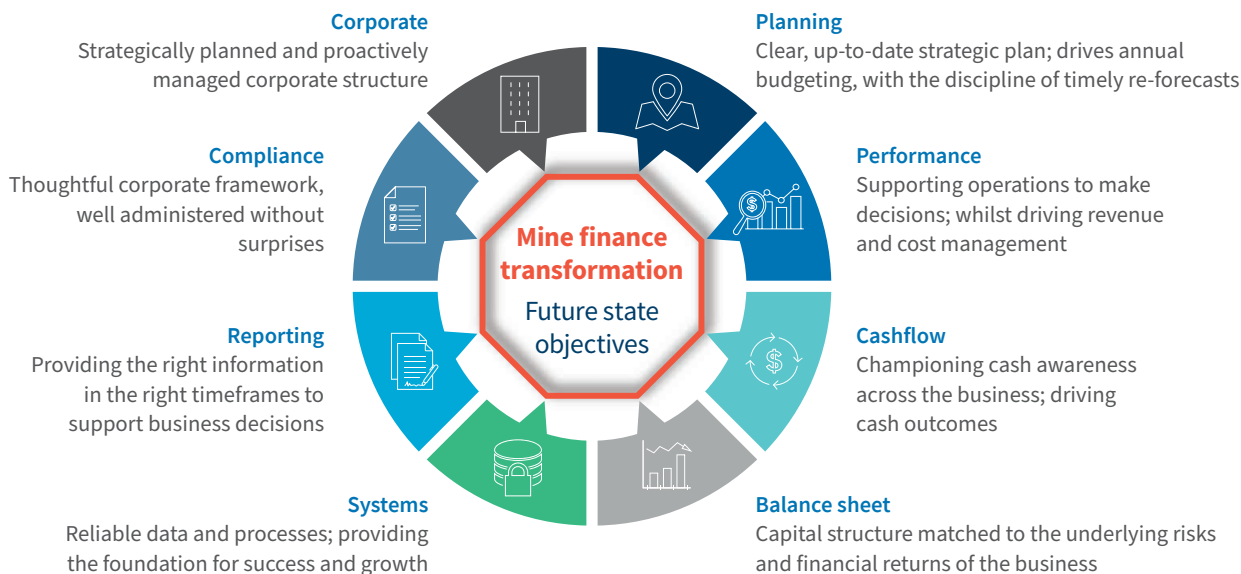 Corporate
Strategically planned and proactively
managed corporate structure
Planning
Clear, up-to-date strategic plan; drives annual
budgeting, with the discipline of timely re-forecasts
Compliance
Thoughtful corporate framework,
well administered without
surprises
Performance
Supporting operations to make
decisions; whilst driving revenue
and cost management
Mine finance
transformation
Future state
objectives
Reporting
Providing the right information
in the right timeframes to
support business decisions
Cashflow
Championing cash awareness
across the business; driving
cash outcomes
Systems
Reliable data and processes; providing
the foundation for success and growth
Balance sheet
Capital structure matched to the underlying risks
and financial returns of the business
$
$